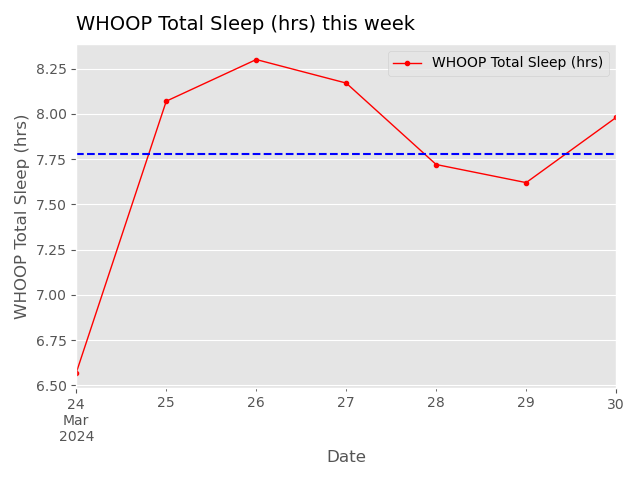 WHOOP Total Sleep (hrs) this week
WHOOP Total Sleep (hrs)
WHOOP Total Sleep (hrs)
8.25
8.00
7.75
7.50
7.25
7.00
6.75
6.50
24 25 26 27 28 29 30
Mar
2024
Date